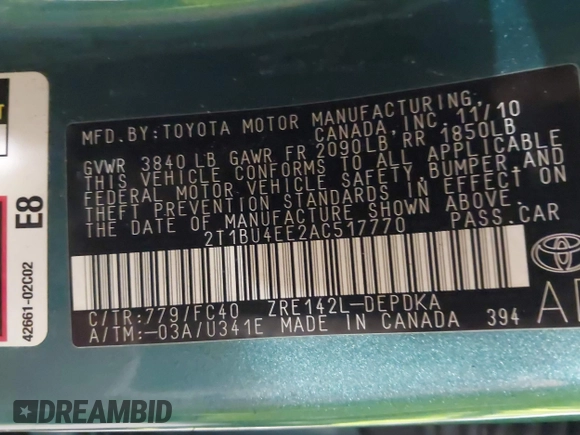 MFD. BY: TOYOTA MOTOR MANUFACTURING,
CANADA, INC. 11/10
GVWR 3840 LB GAWR FR 2090LB RR 1850LB
THIS VEHICLE CONFORMS TO ALL APPLICABLE
FEDERAL MOTOR VEHICLE SAFETY, BUMPER AND
THEFT PREVENTION STANDARDS IN EFFECT ON
THE DATE OF MANUFACTURE SHOWN ABOVE.
2T1BU4EE2AC517770 PASS.CAR
C/TR:779/FC40 ZRE142L-DEPDKA
A/TM:-03A/U341E MADE IN CANADA 394
TOYOTA
E8
42661-02C02
DREAMBID